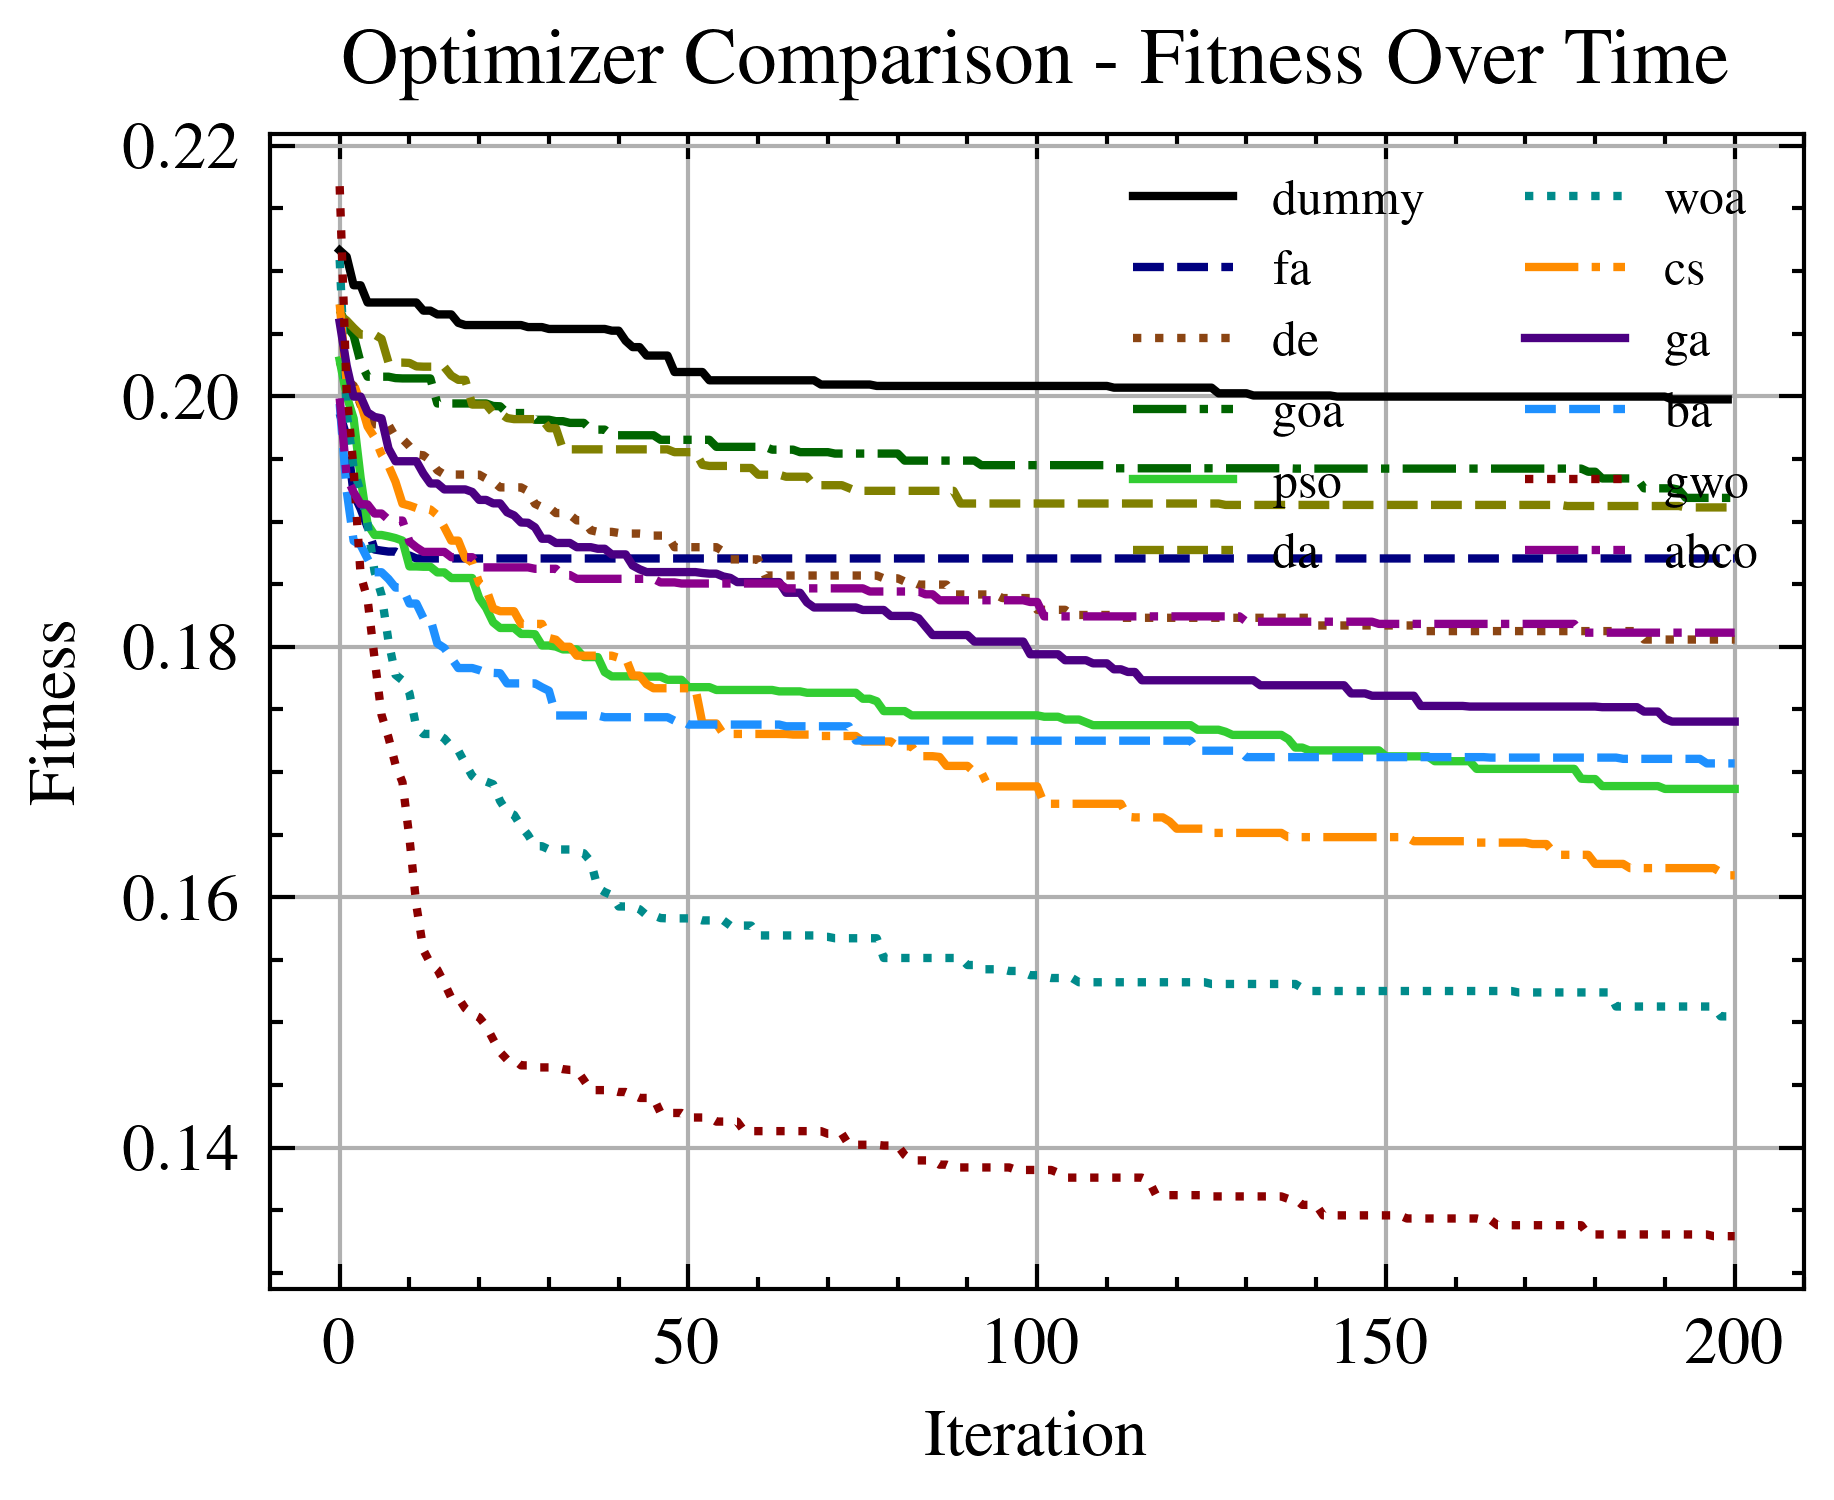 Optimizer Comparison - Fitness Over Time
0.22
0.20
0.18
0.16
0.14
Fitness
dummy
fa
de
goa
pso
da
woa
cs
ga
ba
gwo
abco
0 50 100 150 200
Iteration